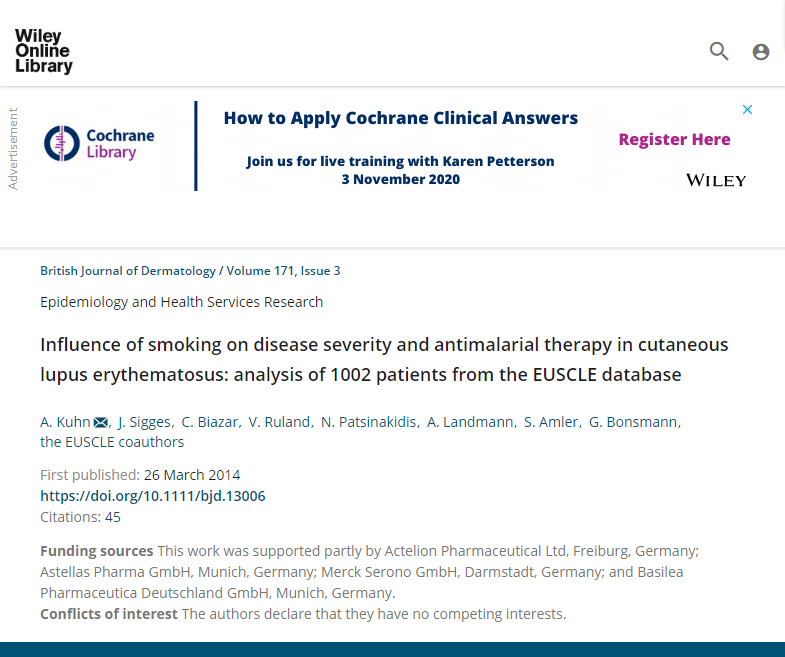 Wiley
Online
Library
Advertisement
Cochrane
Library
How to Apply Cochrane Clinical Answers
Join us for live training with Karen Petterson
3 November 2020
Register Here
WILEY
British Journal of Dermatology / Volume 171, Issue 3
Epidemiology and Health Services Research
Influence of smoking on disease severity and antimalarial therapy in cutaneous
lupus erythematosus: analysis of 1002 patients from the EUSCLE database
A. Kuhn, J. Sigges, C. Biazar, V. Ruland, N. Patsinakidis, A. Landmann, S. Amler, G. Bonsmann,
the EUSCLE coauthors
First published: 26 March 2014
https://doi.org/10.1111/bjd.13006
Citations: 45
Funding sources This work was supported partly by Actelion Pharmaceutical Ltd, Freiburg, Germany;
Astellas Pharma GmbH, Munich, Germany; Merck Serono GmbH, Darmstadt, Germany; and Basilea
Pharmaceutica Deutschland GmbH, Munich, Germany.
Conflicts of interest The authors declare that they have no competing interests.